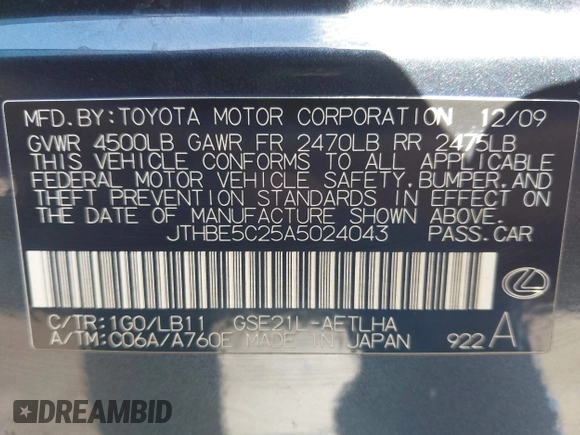 MFD.BY:TOYOTA MOTOR CORPORATION 12/09
GVWR 4500LB GAWR FR 2470LB RR 2475LB
THIS VEHICLE CONFORMS TO ALL APPLICABLE
FEDERAL MOTOR VEHICLE SAFETY,BUMPER,AND
THEFT PREVENTION STANDARDS IN EFFECT ON
THE DATE OF MANUFACTURE SHOWN ABOVE.
JTHBE5C25A5024043 PASS.CAR
C/TR:1G0/LB11 GSE21L-AETLHA
A/TM:C06A/A760E MADE IN JAPAN 922 A
DREAMBID